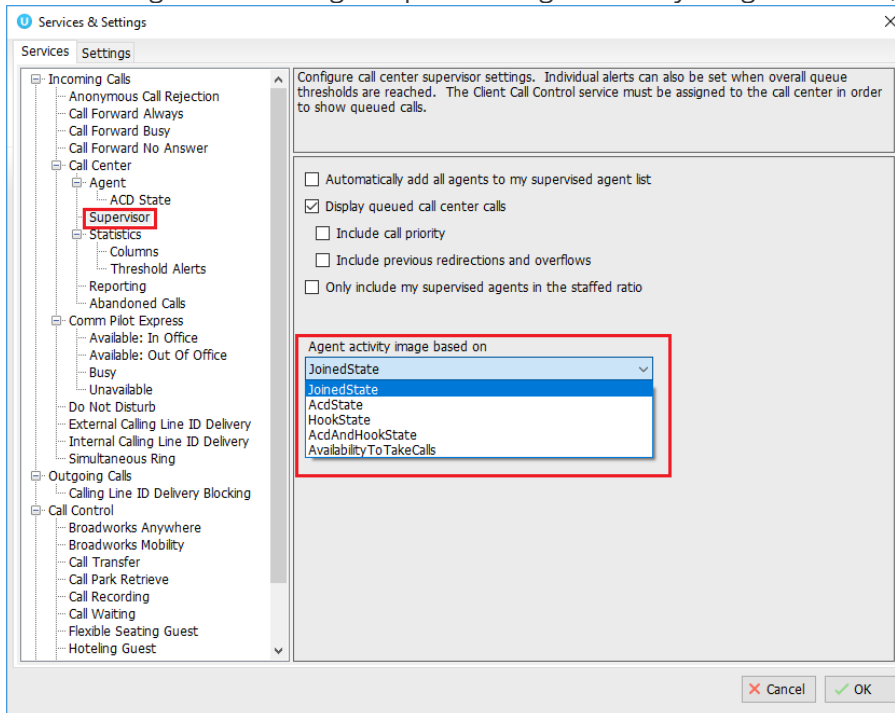 Services & Settings
Services Settings
Incoming Calls
Anonymous Call Rejection
Call Forward Always
Call Forward Busy
Call Forward No Answer
Call Center
Agent
ACD State
Supervisor
Statistics
Columns
Threshold Alerts
Reporting
Abandoned Calls
Comm Pilot Express
Available: In Office
Available: Out Of Office
Busy
Unavailable
Do Not Disturb
External Calling Line ID Delivery
Internal Calling Line ID Delivery
Simultaneous Ring
Outgoing Calls
Calling Line ID Delivery Blocking
Call Control
Broadworks Anywhere
Broadworks Mobility
Call Transfer
Call Park Retrieve
Call Recording
Call Waiting
Flexible Seating Guest
Hoteling Guest
Configure call center supervisor settings. Individual alerts can also be set when overall queue
thresholds are reached. The Client Call Control service must be assigned to the call center in order
to show queued calls.
Automatically add all agents to my supervised agent list
Display queued call center calls
Include call priority
Include previous redirections and overflows
Only include my supervised agents in the staffed ratio
Agent activity image based on
JoinedState
JoinedState
AcdState
HookState
AcdAndHookState
AvailabilityToTakeCalls
Cancel OK